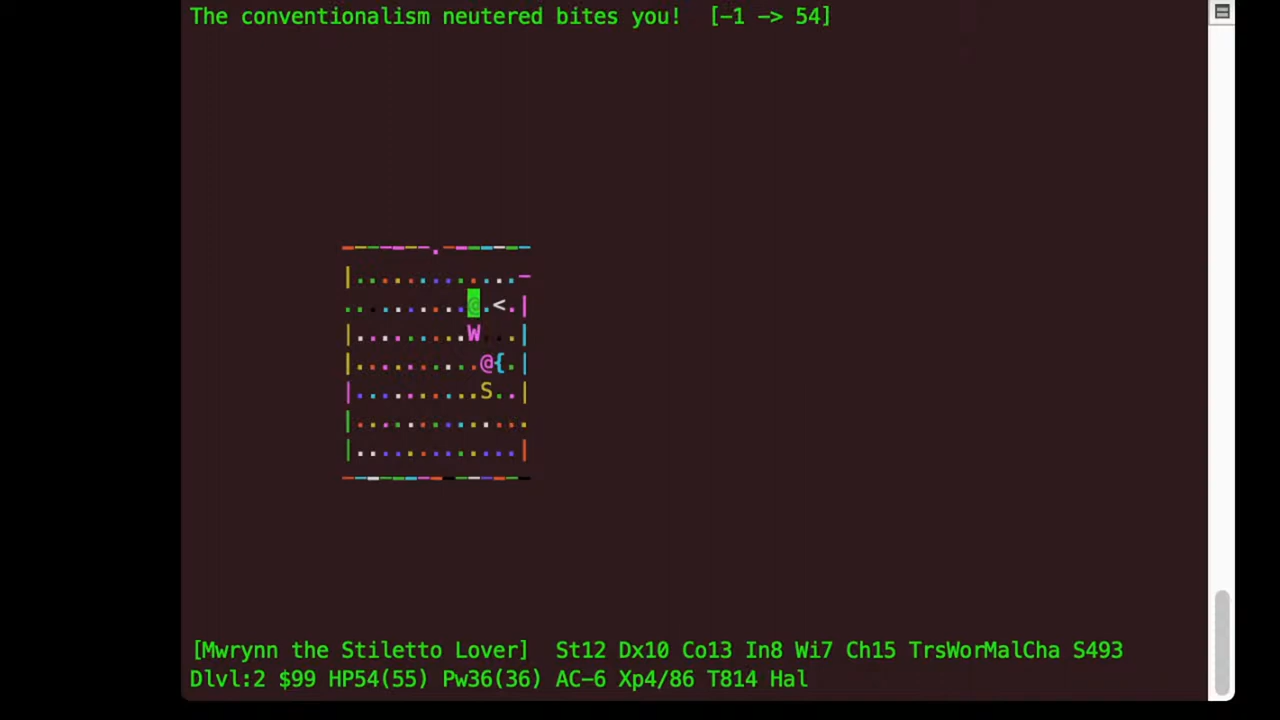 The conventionalism neutered bites you! [-1 -> 54]
------.--------
|.............-
..........@.<.|
|.........W...|
|..........@{.|
|..........S..|
|..............
|.............|
---------------
[Mwrynn the Stiletto Lover] St12 Dx10 Co13 In8 Wi7 Ch15 TrsWorMalCha S493
Dlvl:2 $99 HP54(55) Pw36(36) AC-6 Xp4/86 T814 Hal